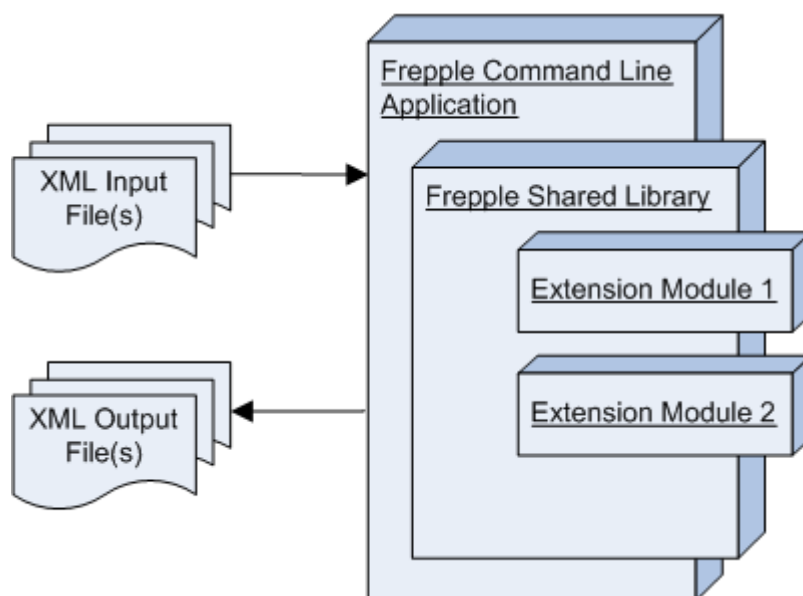 Frepple Command Line
Application
XML Input
File(s)
Frepple Shared Library
Extension Module 1
XML Output
File(s)
Extension Module 2